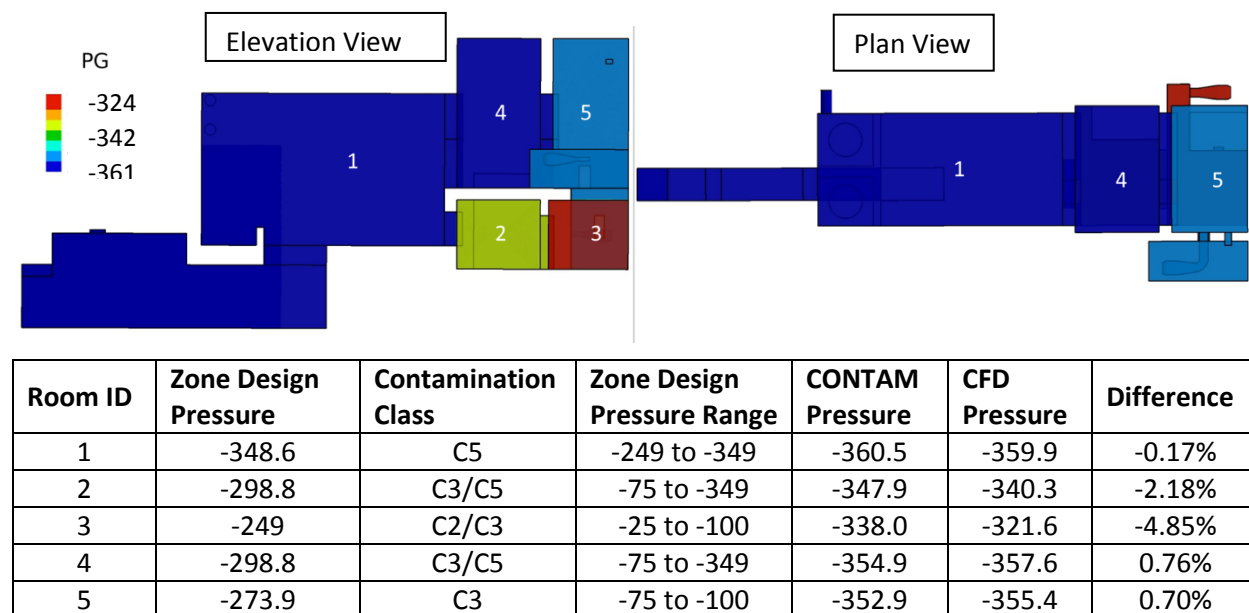 Elevation View
Plan View
PG
-324
-342
-361
1
4
5
2
3
1
4
5
Room ID Zone Design Pressure Contamination Class Zone Design Pressure Range CONTAM Pressure CFD Pressure Difference
1 -348.6 C5 -249 to -349 -360.5 -359.9 -0.17%
2 -298.8 C3/C5 -75 to -349 -347.9 -340.3 -2.18%
3 -249 C2/C3 -25 to -100 -338.0 -321.6 -4.85%
4 -298.8 C3/C5 -75 to -349 -354.9 -357.6 0.76%
5 -273.9 C3 -75 to -100 -352.9 -355.4 0.70%